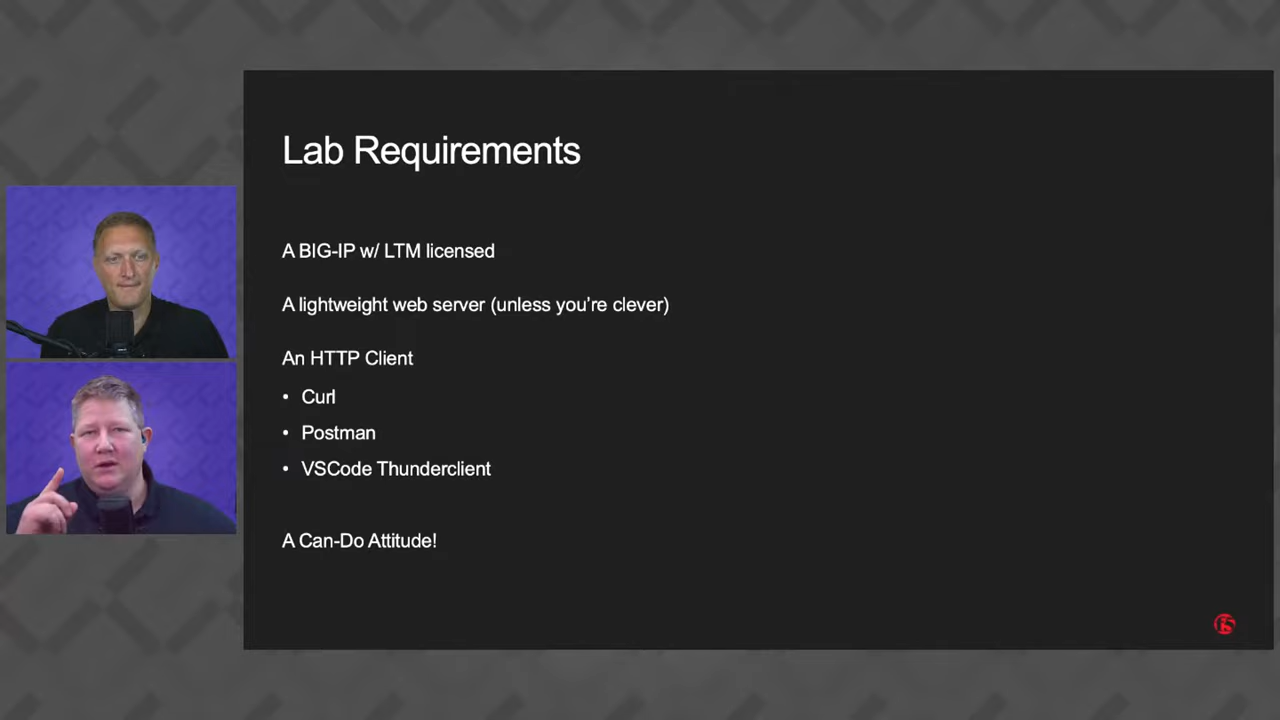 Lab Requirements
A BIG-IP w/ LTM licensed
A lightweight web server (unless you're clever)
An HTTP Client
• Curl
• Postman
• VSCode Thunderclient
A Can-Do Attitude!
f5